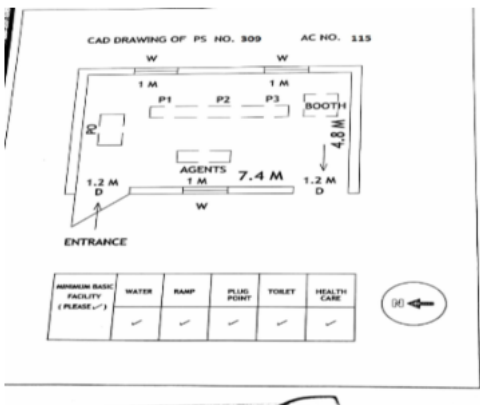 CAD DRAWING OF PS NO. 309 AC NO. 115
W W
1 M 1 M
P1 P2 P3
BOOTH
PO
4.8 M
AGENTS
1.2 M 1 M 7.4 M 1.2 M
D D
W
ENTRANCE
MINIMUM BASIC FACILITY (PLEASE ✓) WATER RAMP PLUG POINT TOILET HEALTH CARE
✓ ✓ ✓ ✓ ✓
N